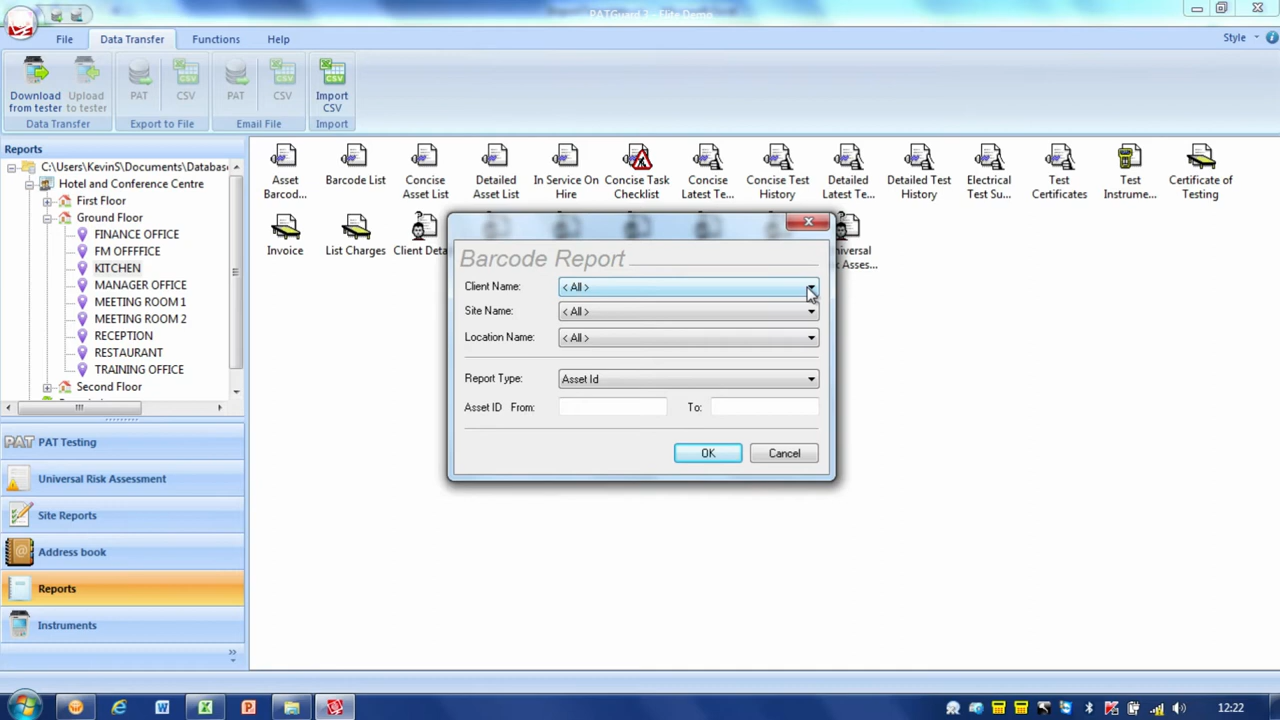 PATGuard 3 - Elite Demo
File
Data Transfer
Functions
Help
Style
Download from tester
Upload to tester
PAT
CSV
PAT
CSV
Import CSV
Data Transfer
Export to File
Email File
Import
Reports
C:\Users\KevinS\Documents\Database
Hotel and Conference Centre
First Floor
Ground Floor
FINANCE OFFICE
FM OFFFFICE
KITCHEN
MANAGER OFFICE
MEETING ROOM 1
MEETING ROOM 2
RECEPTION
RESTAURANT
TRAINING OFFICE
Second Floor
PAT PAT Testing
Universal Risk Assessment
Site Reports
Address book
Reports
Instruments
Asset Barcod...
Barcode List
Concise Asset List
Detailed Asset List
In Service On Hire
Concise Task Checklist
Concise Latest Te...
Concise Test History
Detailed Latest Te...
Detailed Test History
Electrical Test Su...
Test Certificates
Test Instrume...
Certificate of Testing
Invoice
List Charges
Client Deta
Barcode Report
Client Name: < All >
Site Name: < All >
Location Name: < All >
Report Type: Asset Id
Asset ID From: To:
OK
Cancel
12:22